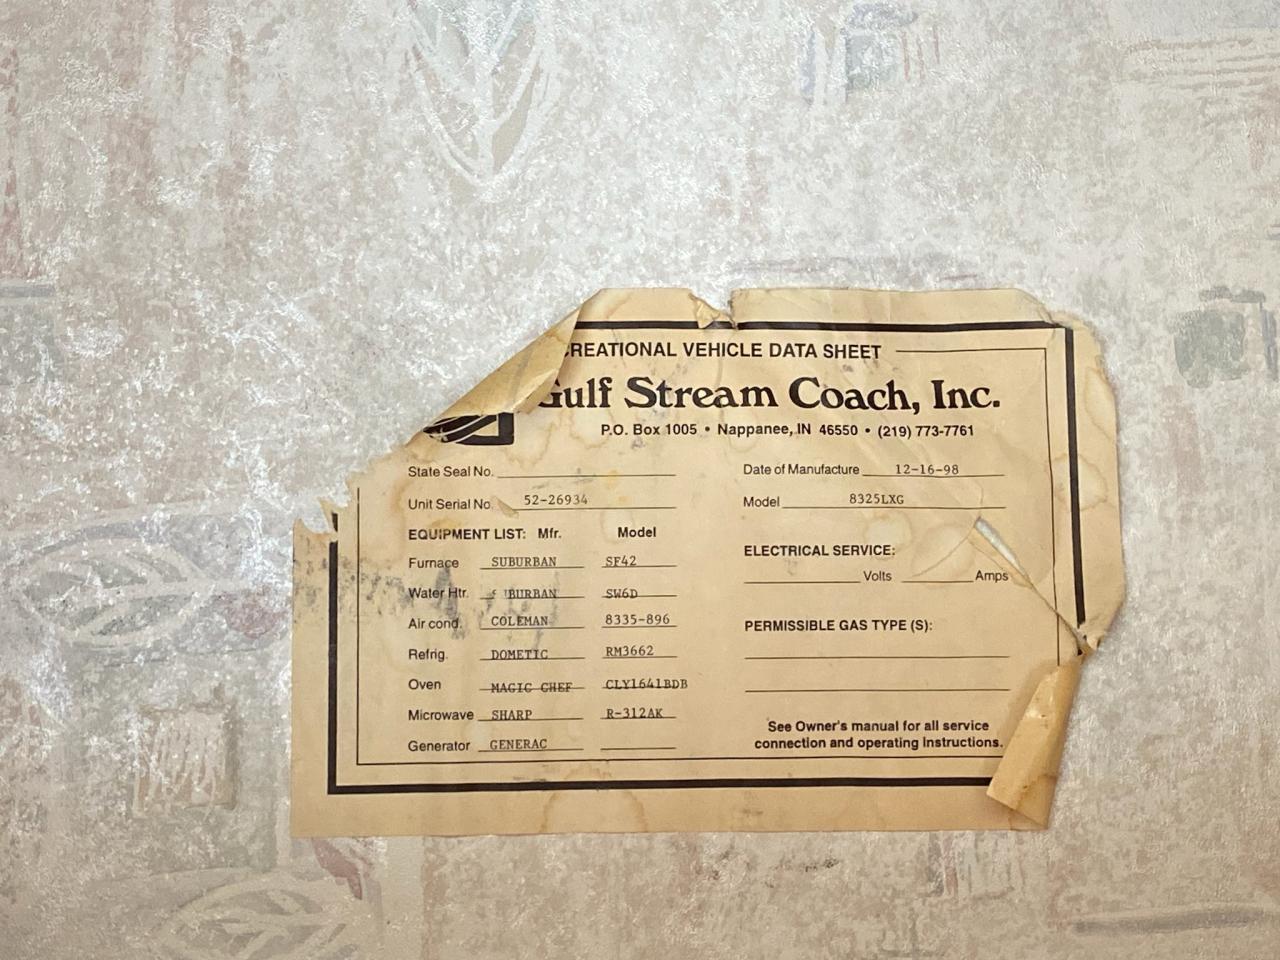 CREATIONAL VEHICLE DATA SHEET
Gulf Stream Coach, Inc.
P.O. Box 1005 • Nappanee, IN 46550 • (219) 773-7761
State Seal No.
Date of Manufacture 12-16-98
Unit Serial No. 52-26934
Model 8325LXG
EQUIPMENT LIST: Mfr. Model
Furnace SUBURBAN SF42
Water Htr. S BURBAN SW6D
Air cond. COLEMAN 8335-896
Refrig. DOMETIC RM3662
Oven MAGIC CHEF CLY1641BDB
Microwave SHARP R-312AK
Generator GENERAC
ELECTRICAL SERVICE:
Volts Amps
PERMISSIBLE GAS TYPE (S):
See Owner's manual for all service
connection and operating instructions.